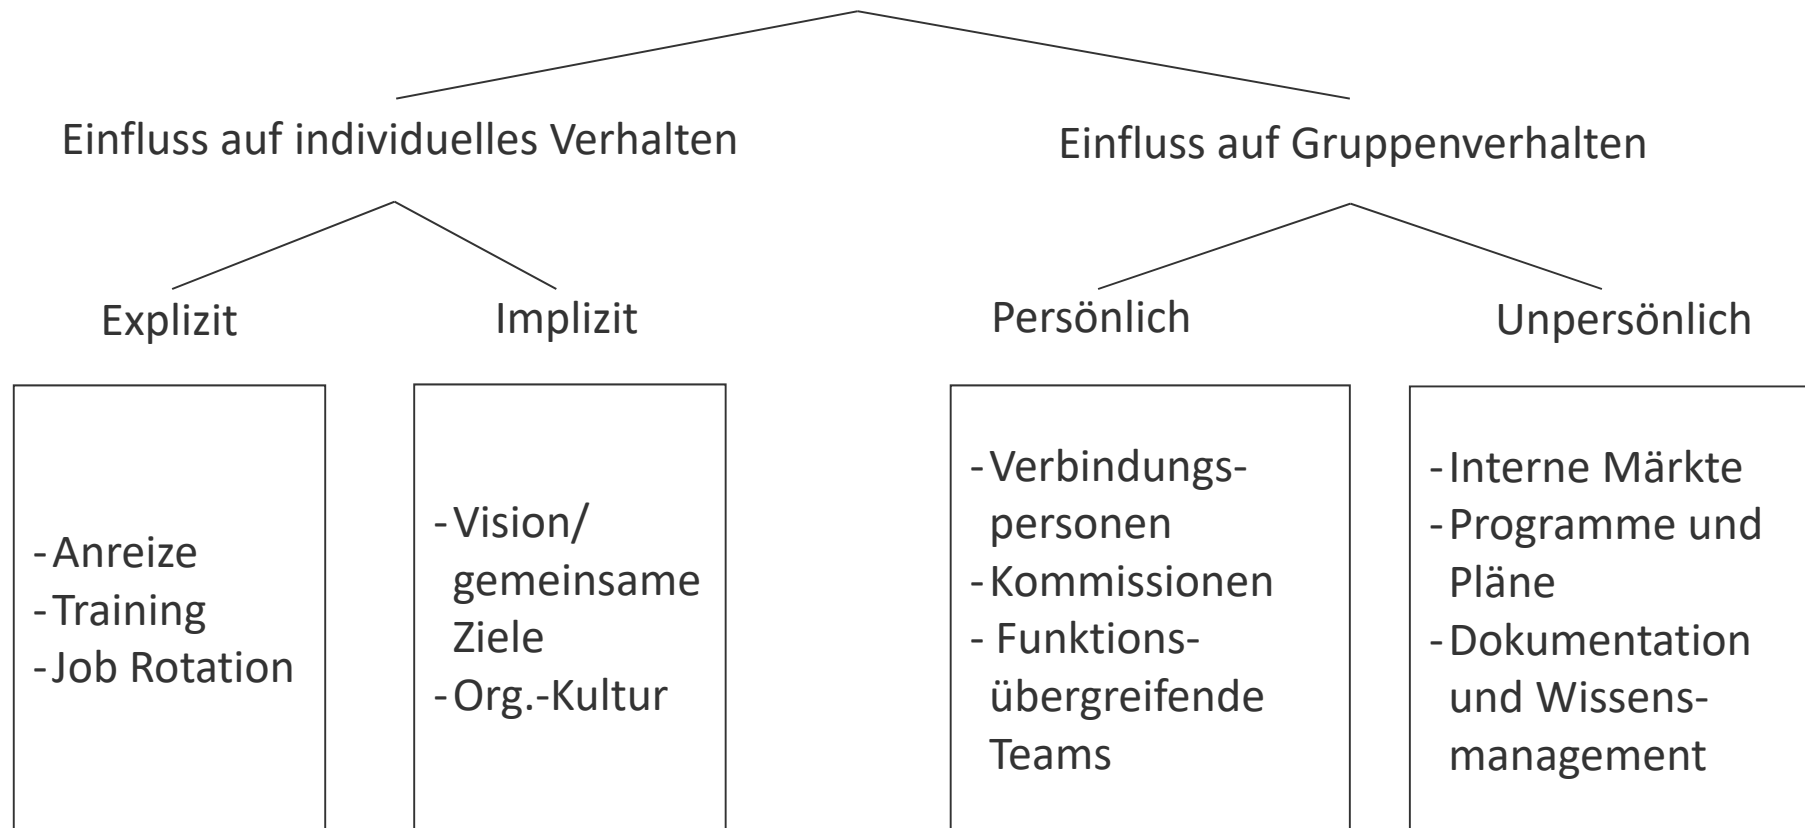 Einfluss auf individuelles Verhalten
Einfluss auf Gruppenverhalten
Explizit
Implizit
Persönlich
Unpersönlich
-Anreize
-Training
-Job Rotation
-Vision/
gemeinsame
Ziele
-Org.-Kultur
-Verbindungs-
personen
-Kommissionen
- Funktions-
übergreifende
Teams
-Interne Märkte
-Programme und
Pläne
-Dokumentation
und Wissens-
management